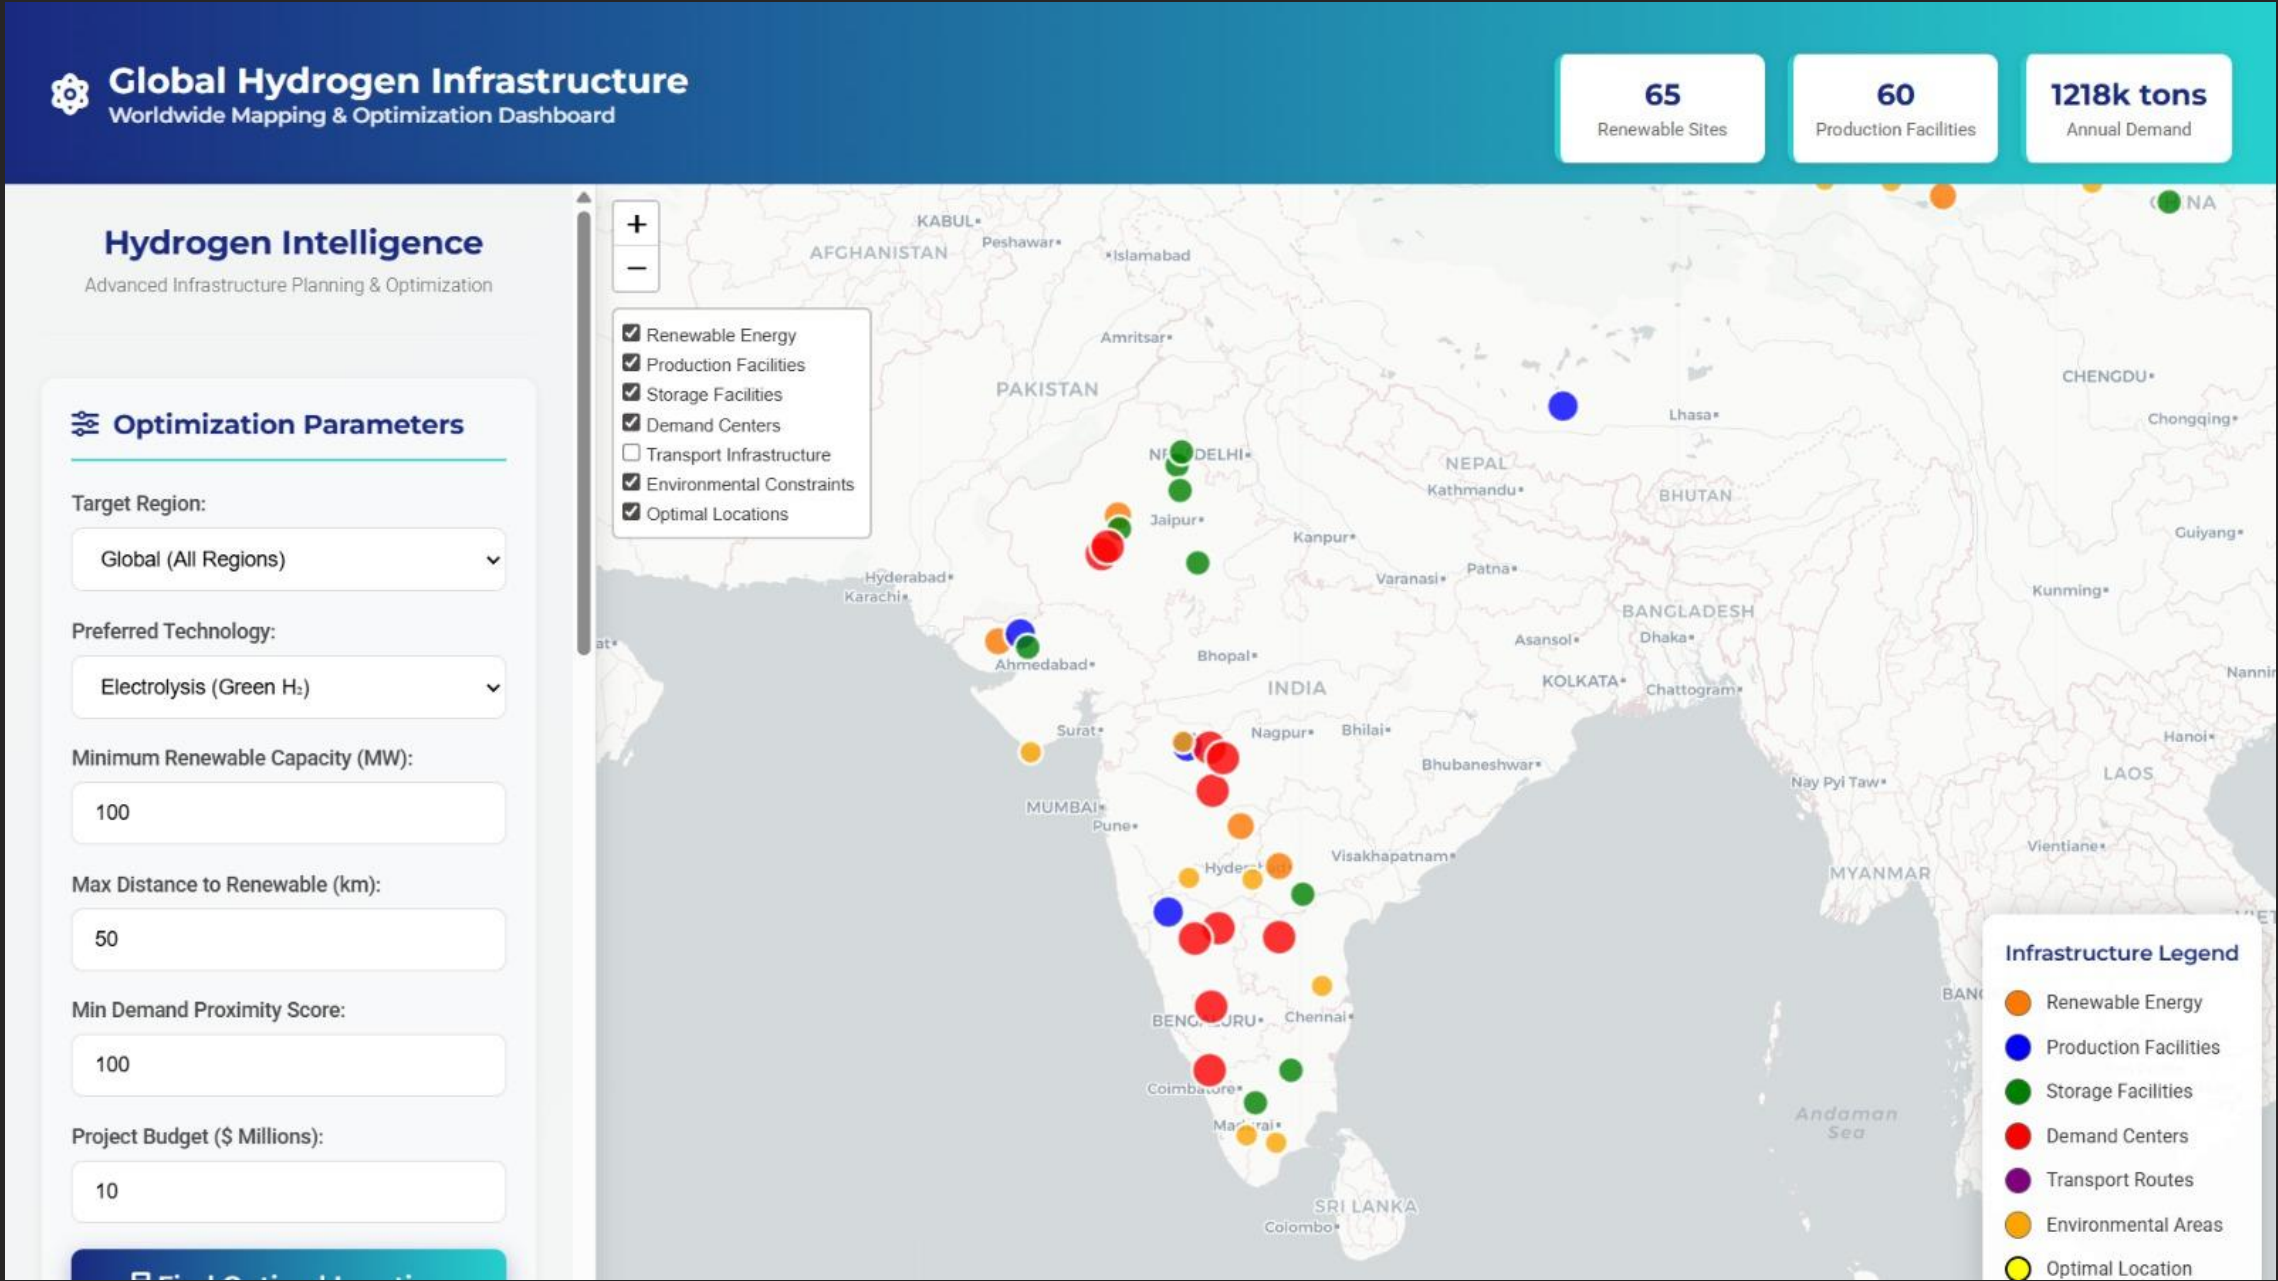 Global Hydrogen Infrastructure
Worldwide Mapping & Optimization Dashboard
65
Renewable Sites
60
Production Facilities
1218k tons
Annual Demand
Hydrogen Intelligence
Advanced Infrastructure Planning & Optimization
Optimization Parameters
Target Region:
Global (All Regions)
Preferred Technology:
Electrolysis (Green H₂)
Minimum Renewable Capacity (MW):
100
Max Distance to Renewable (km):
50
Min Demand Proximity Score:
100
Project Budget ($ Millions):
10
+
−
Renewable Energy
Production Facilities
Storage Facilities
Demand Centers
Transport Infrastructure
Environmental Constraints
Optimal Locations
KABUL
Peshawar
AFGHANISTAN
Islamabad
NA
Amritsar
PAKISTAN
CHENGDU
Lhasa
Chongqing
DELHI
NEPAL
Kathmandu
BHUTAN
Jaipur
Kanpur
Guiyang
Hyderabad
Karachi
Varanasi
Patna
Kunming
BANGLADESH
Asansol
Dhaka
Ahmedabad
Bhopal
INDIA
KOLKATA
Chattogram
Surat
Nagpur
Bhilai
Hanoi
Bhubaneshwar
LAOS
Nay Pyi Taw
MUMBAI
Pune
Visakhapatnam
Vientiane
MYANMAR
Chennai
Andaman
Sea
SRI LANKA
Colombo
Infrastructure Legend
Renewable Energy
Production Facilities
Storage Facilities
Demand Centers
Transport Routes
Environmental Areas
Optimal Location